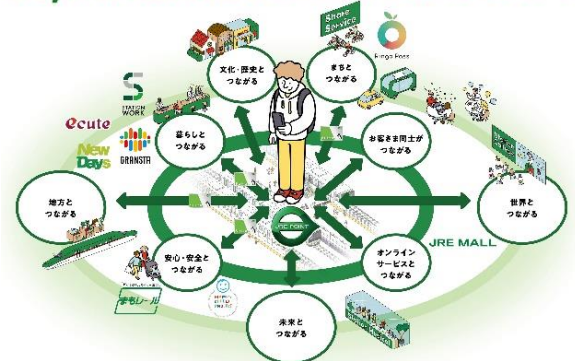 Share
Service
Ringo Pass
文化・歴史と
つながる
まちと
つながる
STATION
WORK
ecute
New
Days
GRANSTA
暮らしと
つながる
お客さま同士が
つながる
地方と
つながる
世界と
つながる
JRE POINT
JRE MALL
安心・安全と
つながる
オンライン
サービスと
つながる
まもレール
未来と
つながる